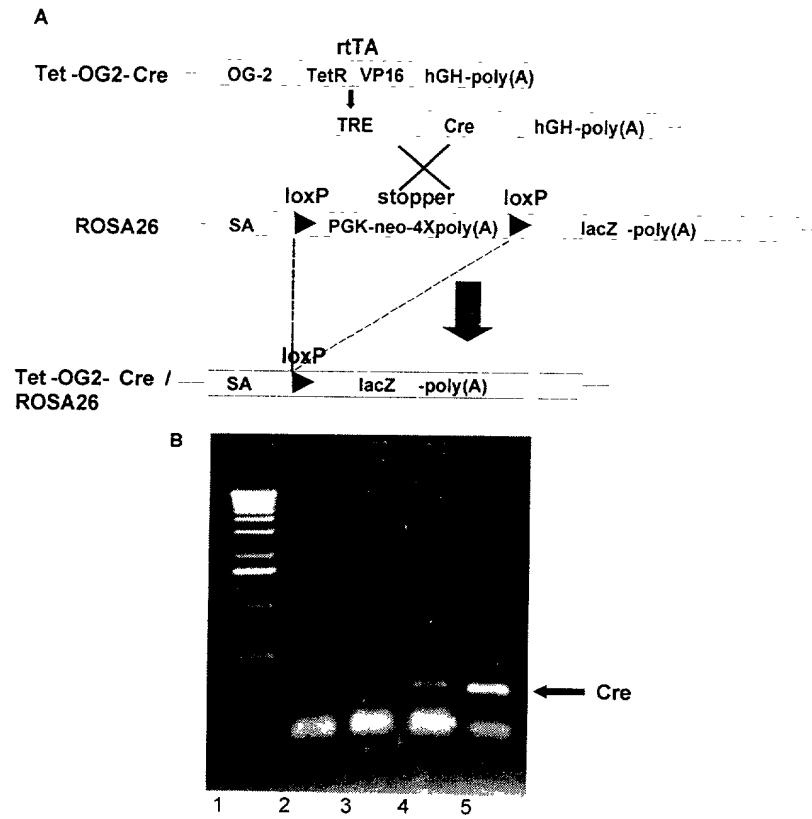 A
rtTA
Tet -OG2- Cre OG-2 TetR VP16 hGH-poly(A)
TRE Cre hGH-poly(A)
loxP stopper loxP
ROSA26 SA PGK-neo-4Xpoly(A) lacZ -poly(A)
loxP
Tet -OG2- Cre / SA lacZ -poly(A)
ROSA26
B
Cre
1 2 3 4 5